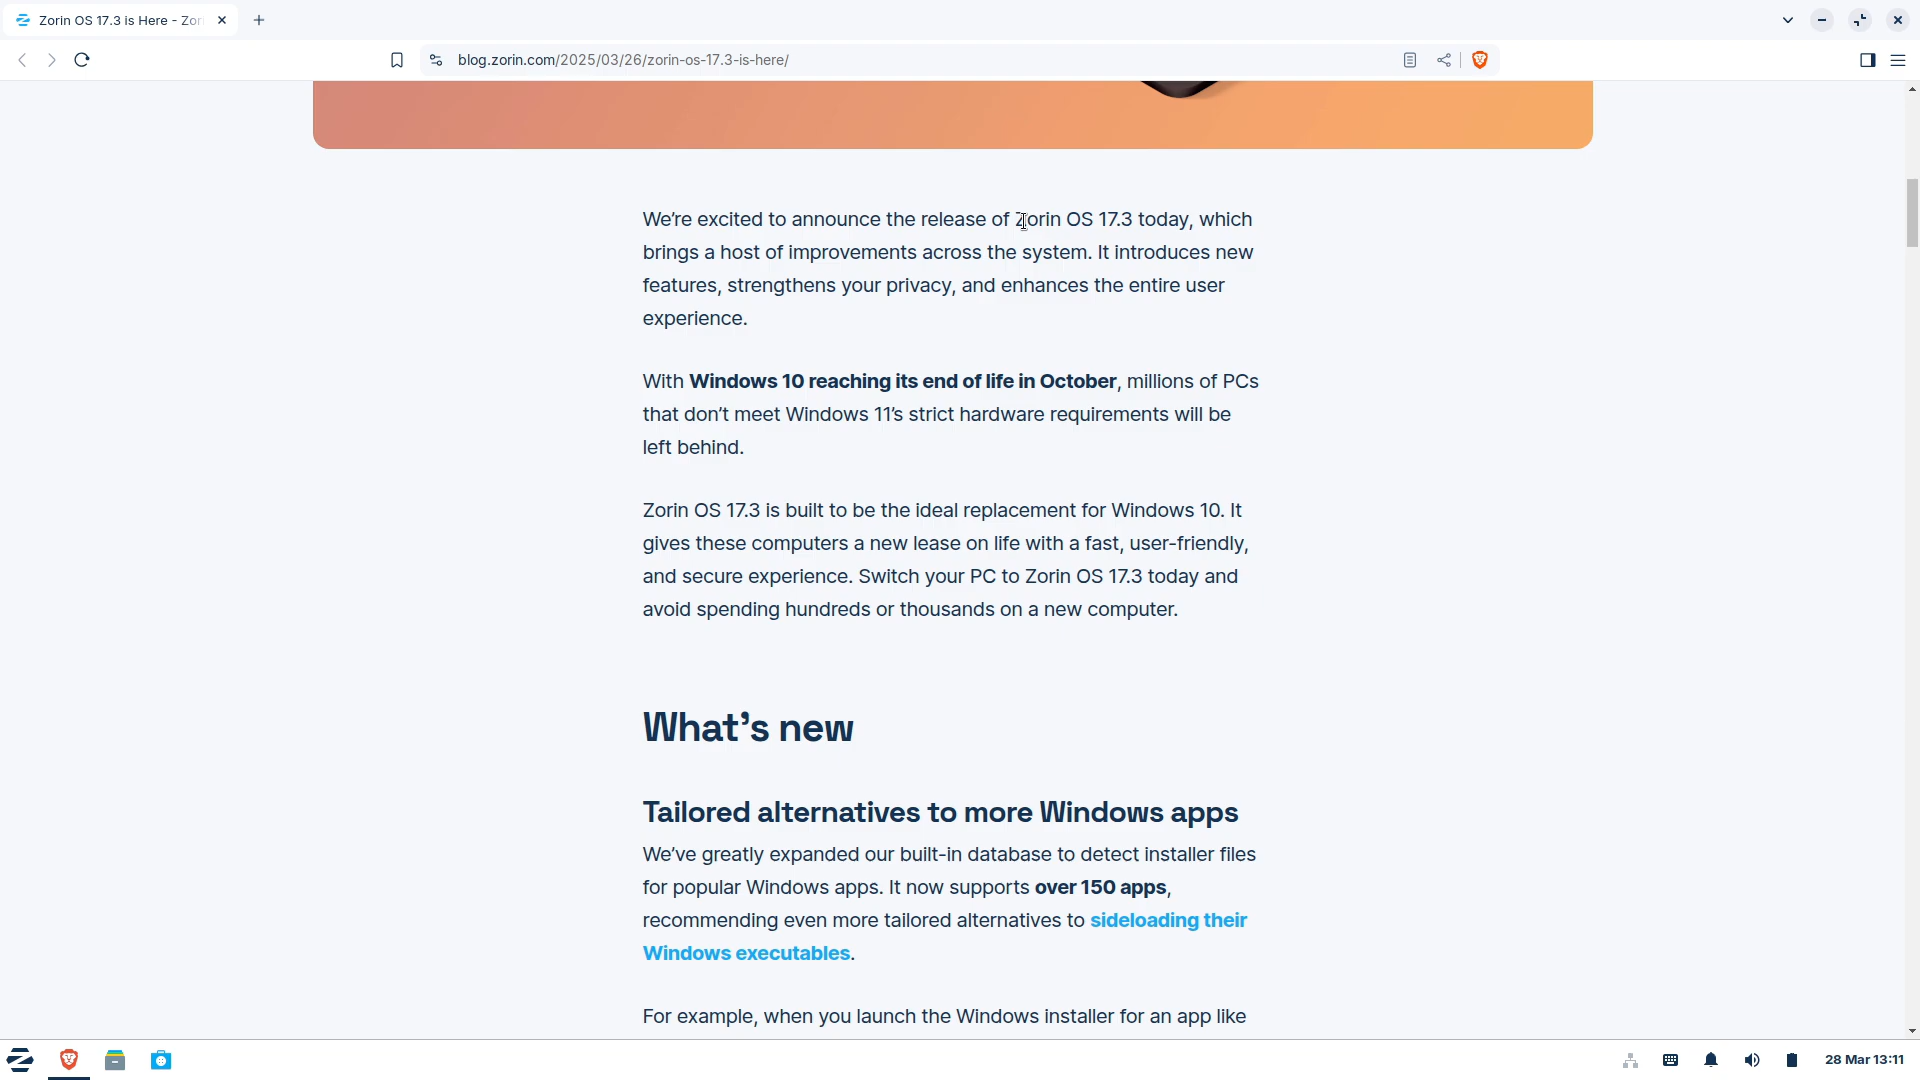 Zorin OS 17.3 is Here - Zor
blog.zorin.com/2025/03/26/zorin-os-17.3-is-here/
We’re excited to announce the release of Zorin OS 17.3 today, which
brings a host of improvements across the system. It introduces new
features, strengthens your privacy, and enhances the entire user
experience.
With Windows 10 reaching its end of life in October, millions of PCs
that don’t meet Windows 11’s strict hardware requirements will be
left behind.
Zorin OS 17.3 is built to be the ideal replacement for Windows 10. It
gives these computers a new lease on life with a fast, user-friendly,
and secure experience. Switch your PC to Zorin OS 17.3 today and
avoid spending hundreds or thousands on a new computer.
What’s new
Tailored alternatives to more Windows apps
We’ve greatly expanded our built-in database to detect installer files
for popular Windows apps. It now supports over 150 apps,
recommending even more tailored alternatives to sideloading their
Windows executables.
For example, when you launch the Windows installer for an app like
28 Mar 13:11